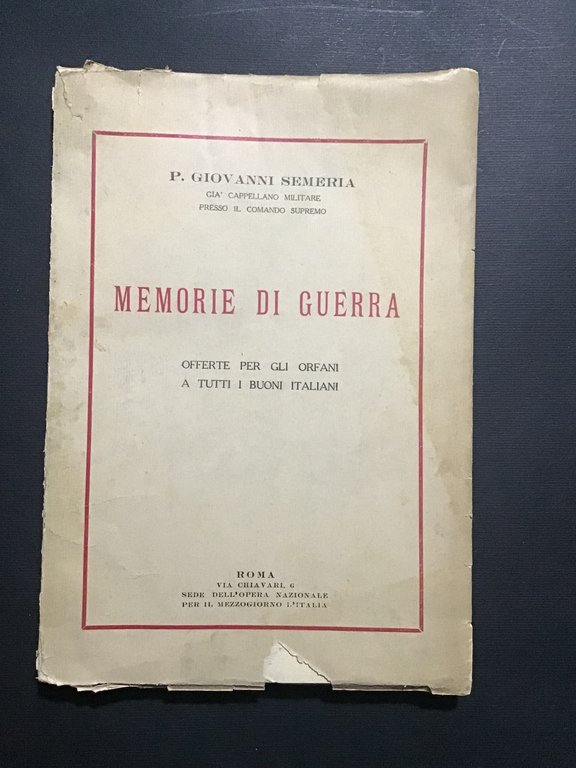 P. GIOVANNI SEMERIA
GIA' CAPPELLANO MILITARE
PRESSO IL COMANDO SUPREMO
MEMORIE DI GUERRA
OFFERTE PER GLI ORFANI
A TUTTI I BUONI ITALIANI
ROMA
VIA CHIAVARI, 6
SEDE DELL'OPERA NAZIONALE
PER IL MEZZOGIORNO I'ITALIA